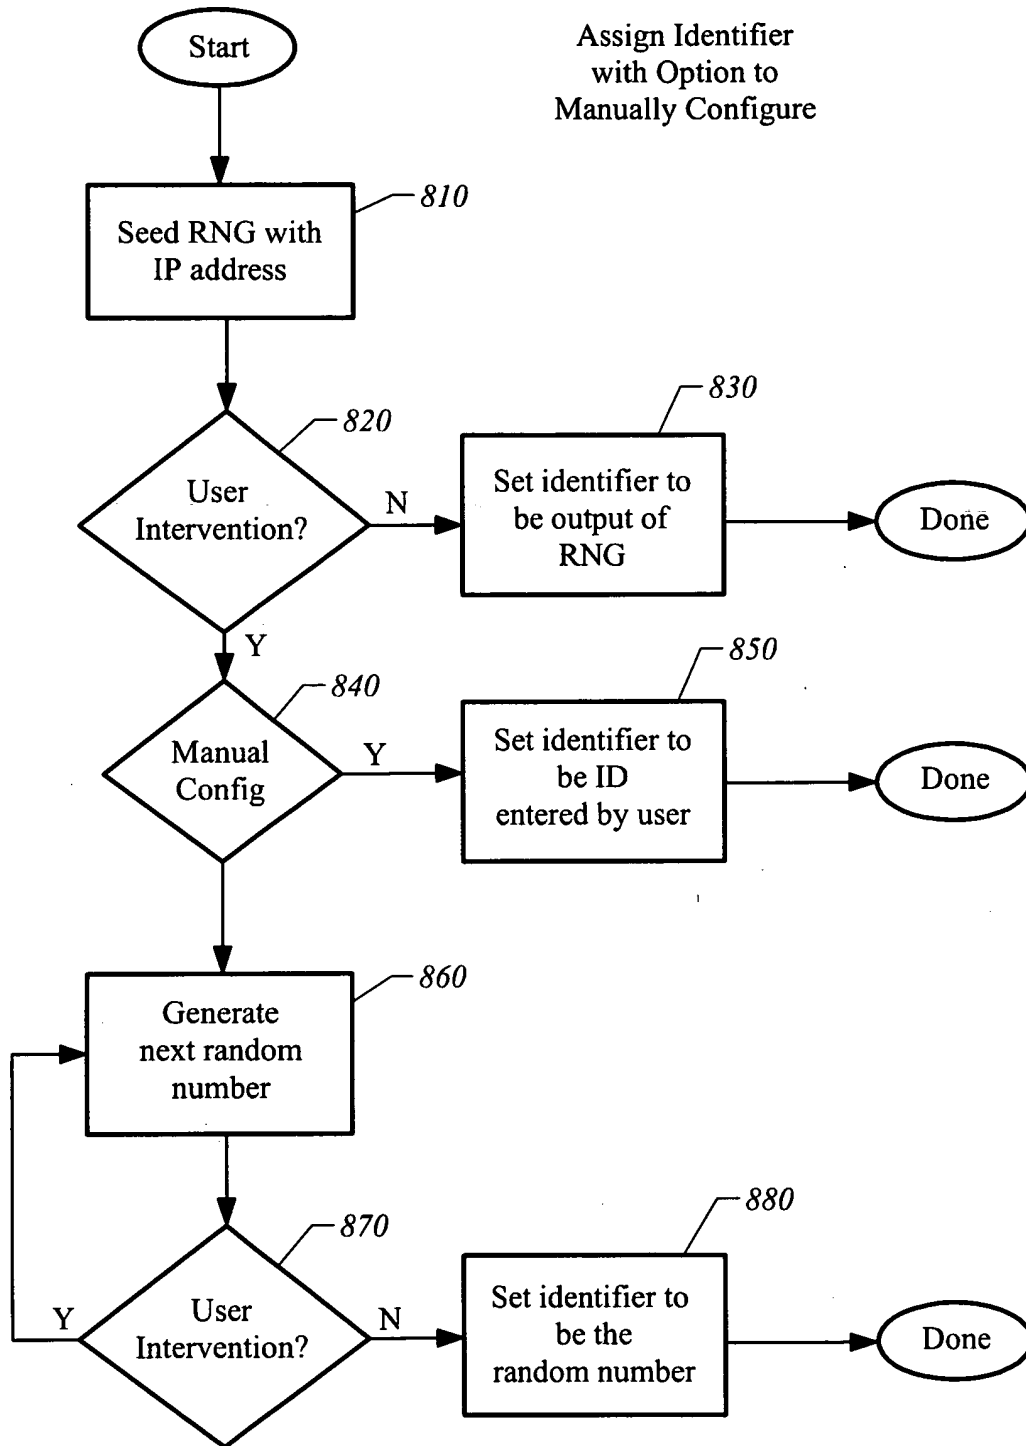 Start
Assign Identifier
with Option to
Manually Configure
810
Seed RNG with
IP address
820
User
Intervention?
N
830
Set identifier to
be output of
RNG
Done
Y
840
Manual
Config
Y
850
Set identifier to
be ID
entered by user
Done
860
Generate
next random
number
870
User
Intervention?
Y
N
880
Set identifier to
be the
random number
Done